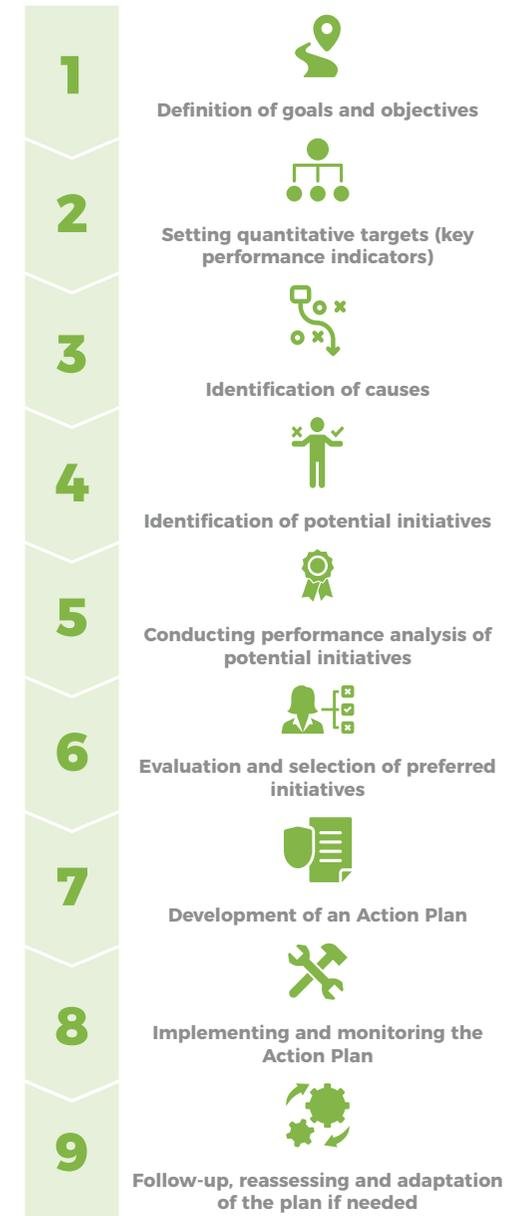 1
Definition of goals and objectives
2
Setting quantitative targets (key
performance indicators)
3
Identification of causes
4
Identification of potential initiatives
5
Conducting performance analysis of
potential initiatives
6
Evaluation and selection of preferred
initiatives
7
Development of an Action Plan
8
Implementing and monitoring the
Action Plan
9
Follow-up, reassessing and adaptation
of the plan if needed